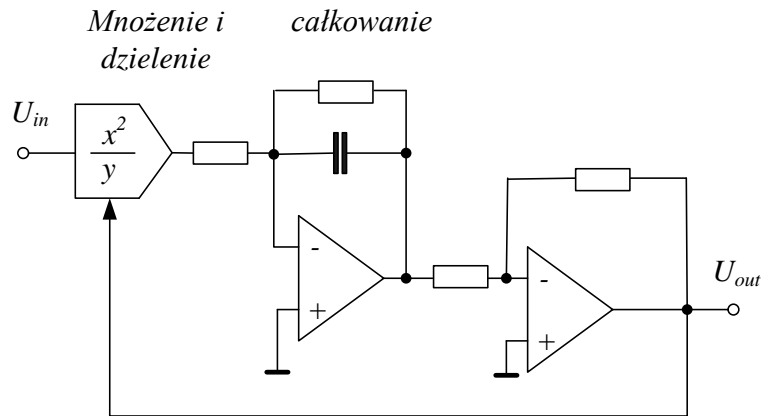 Mnożenie i
dzielenie
całkowanie
U_in
x²
y
-
+
-
+
U_out